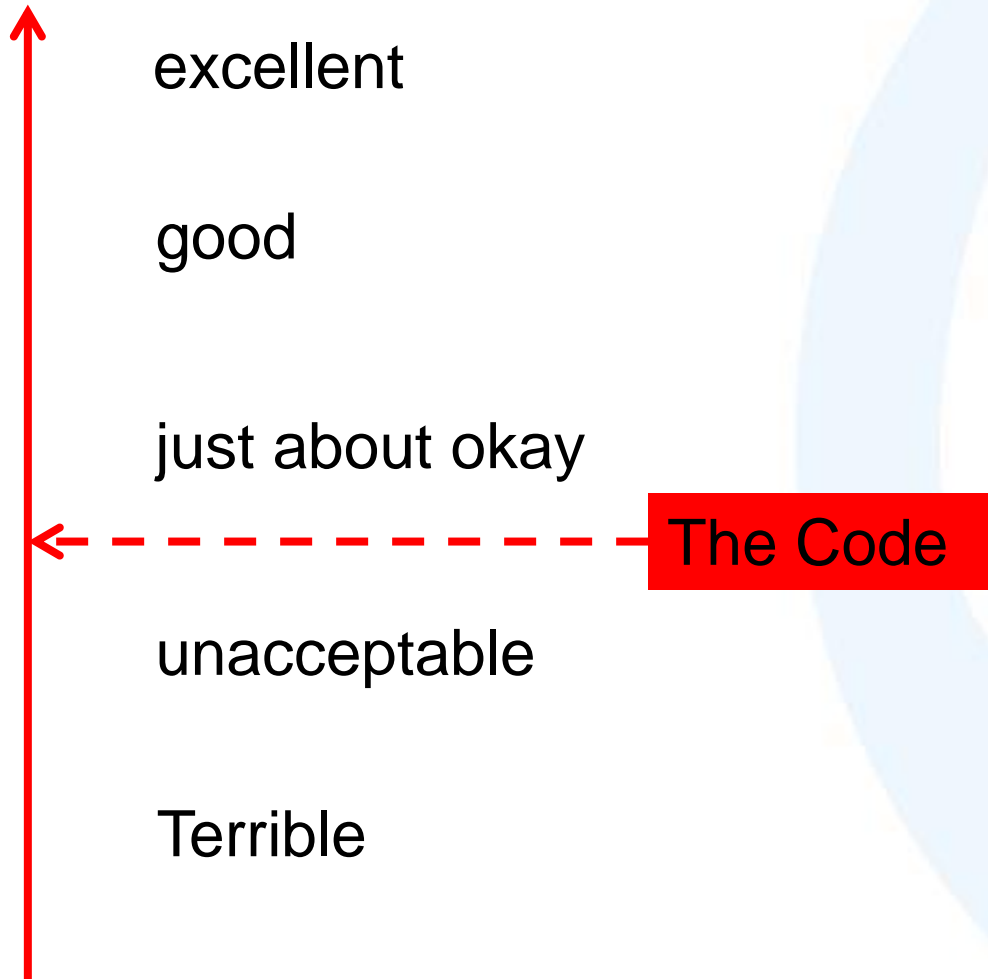 excellent
good
just about okay
The Code
unacceptable
Terrible